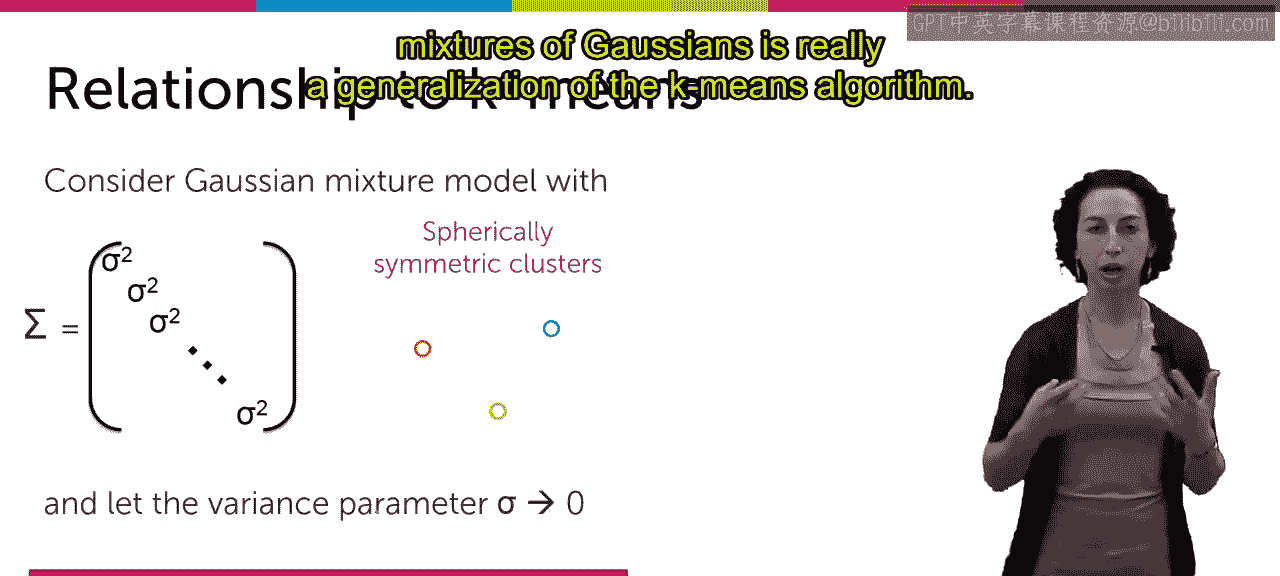 GPT中英字幕课程资源@bilibili.com
mixtures of Gaussians is really
a generalization of the k-means algorithm.
Relationship to k-means
Consider Gaussian mixture model with
Spherically
symmetric clusters
σ²
σ²
Σ = σ²
σ²
and let the variance parameter σ → 0